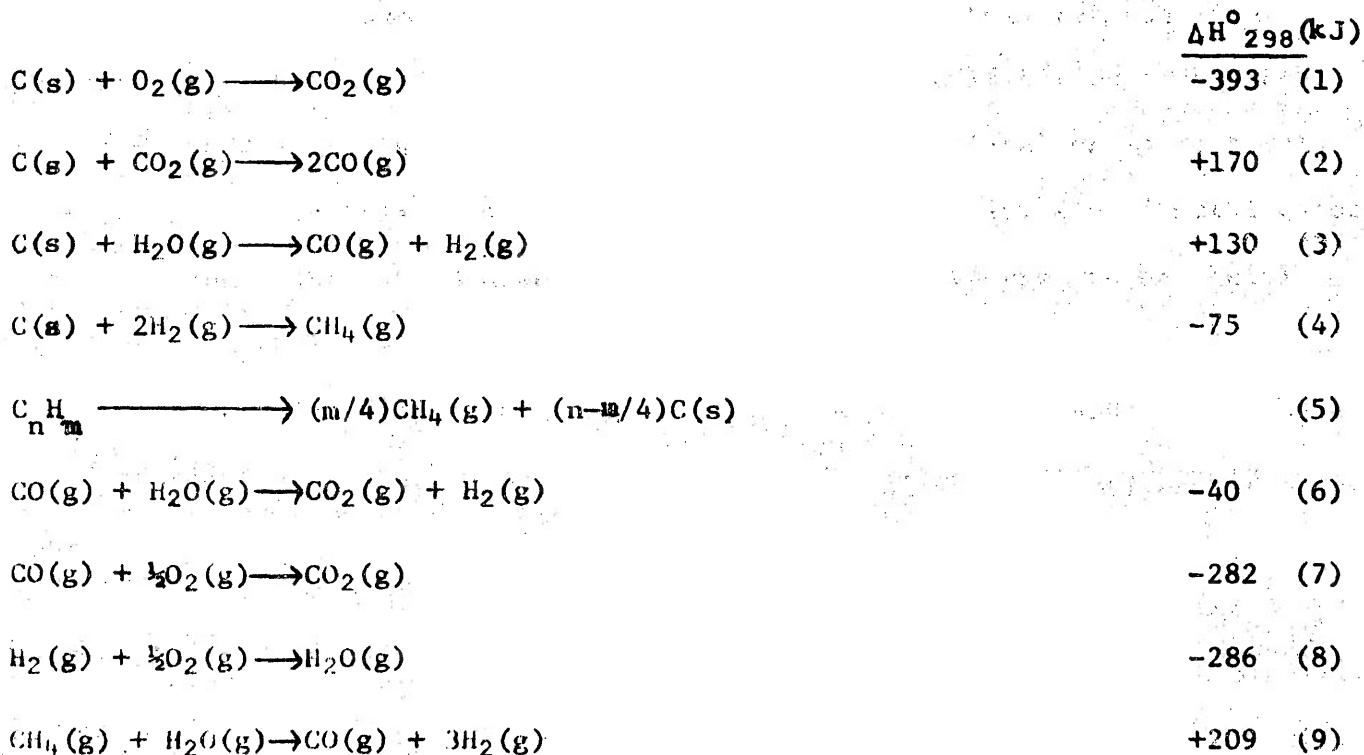 ΔH°298(kJ)
C(s) + O2(g) ⟶ CO2(g) -393 (1)
C(s) + CO2(g) ⟶ 2CO(g) +170 (2)
C(s) + H2O(g) ⟶ CO(g) + H2(g) +130 (3)
C(s) + 2H2(g) ⟶ CH4(g) -75 (4)
CnHm ⟶ (m/4)CH4(g) + (n-m/4)C(s) (5)
CO(g) + H2O(g) ⟶ CO2(g) + H2(g) -40 (6)
CO(g) + ½O2(g) ⟶ CO2(g) -282 (7)
H2(g) + ½O2(g) ⟶ H2O(g) -286 (8)
CH4(g) + H2O(g) → CO(g) + 3H2(g) +209 (9)